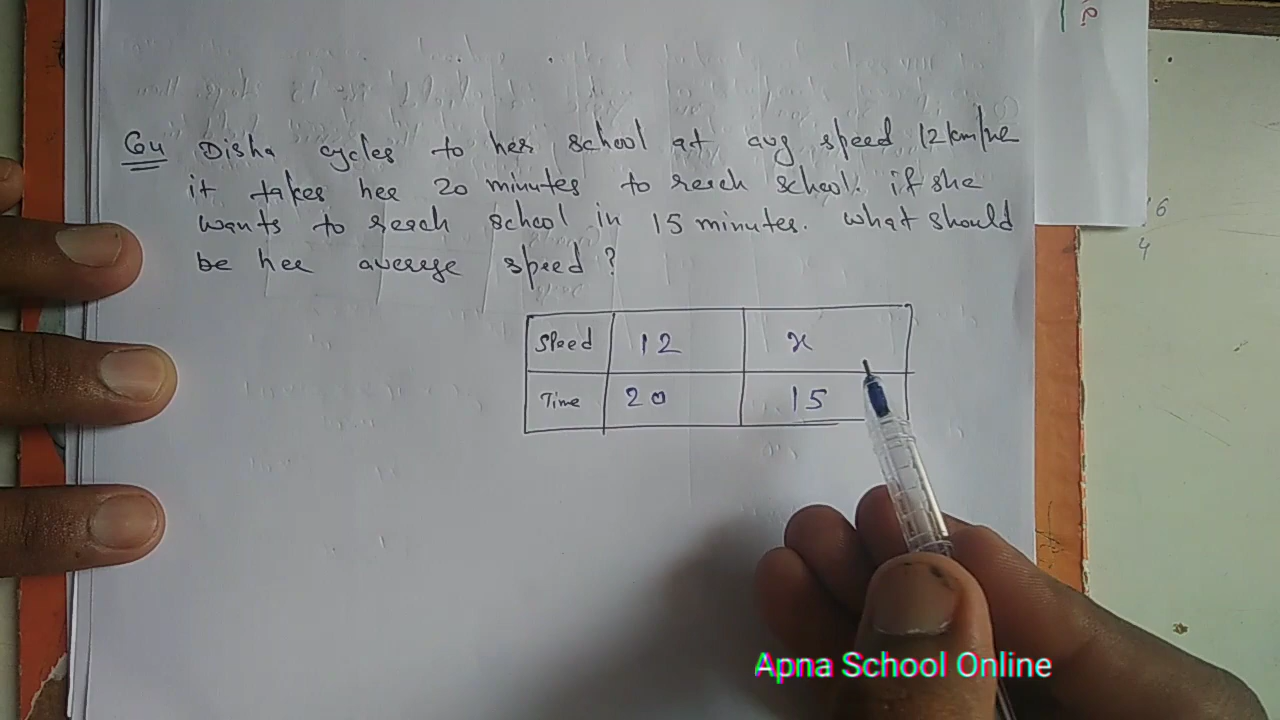 Q4 Disha cycles to her school at avg speed 12km/hr
it takes her 20 minutes to reach school. if she
wants to reach school in 15 minutes. what should
be her average speed ?
Speed 12 x
Time 20 15
16
4
Apna School Online